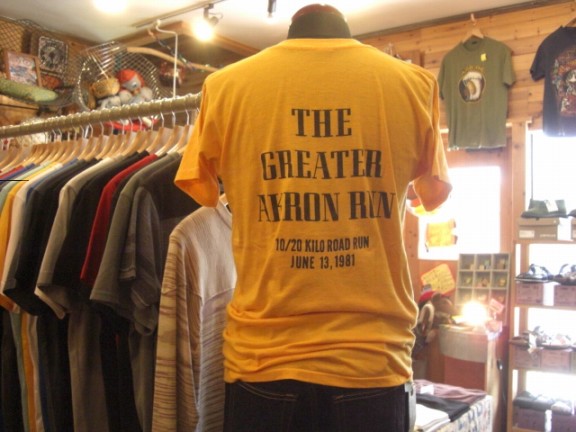 THE
GREATER
AKRON RUN
10/20 KILO ROAD RUN
JUNE 13, 1981